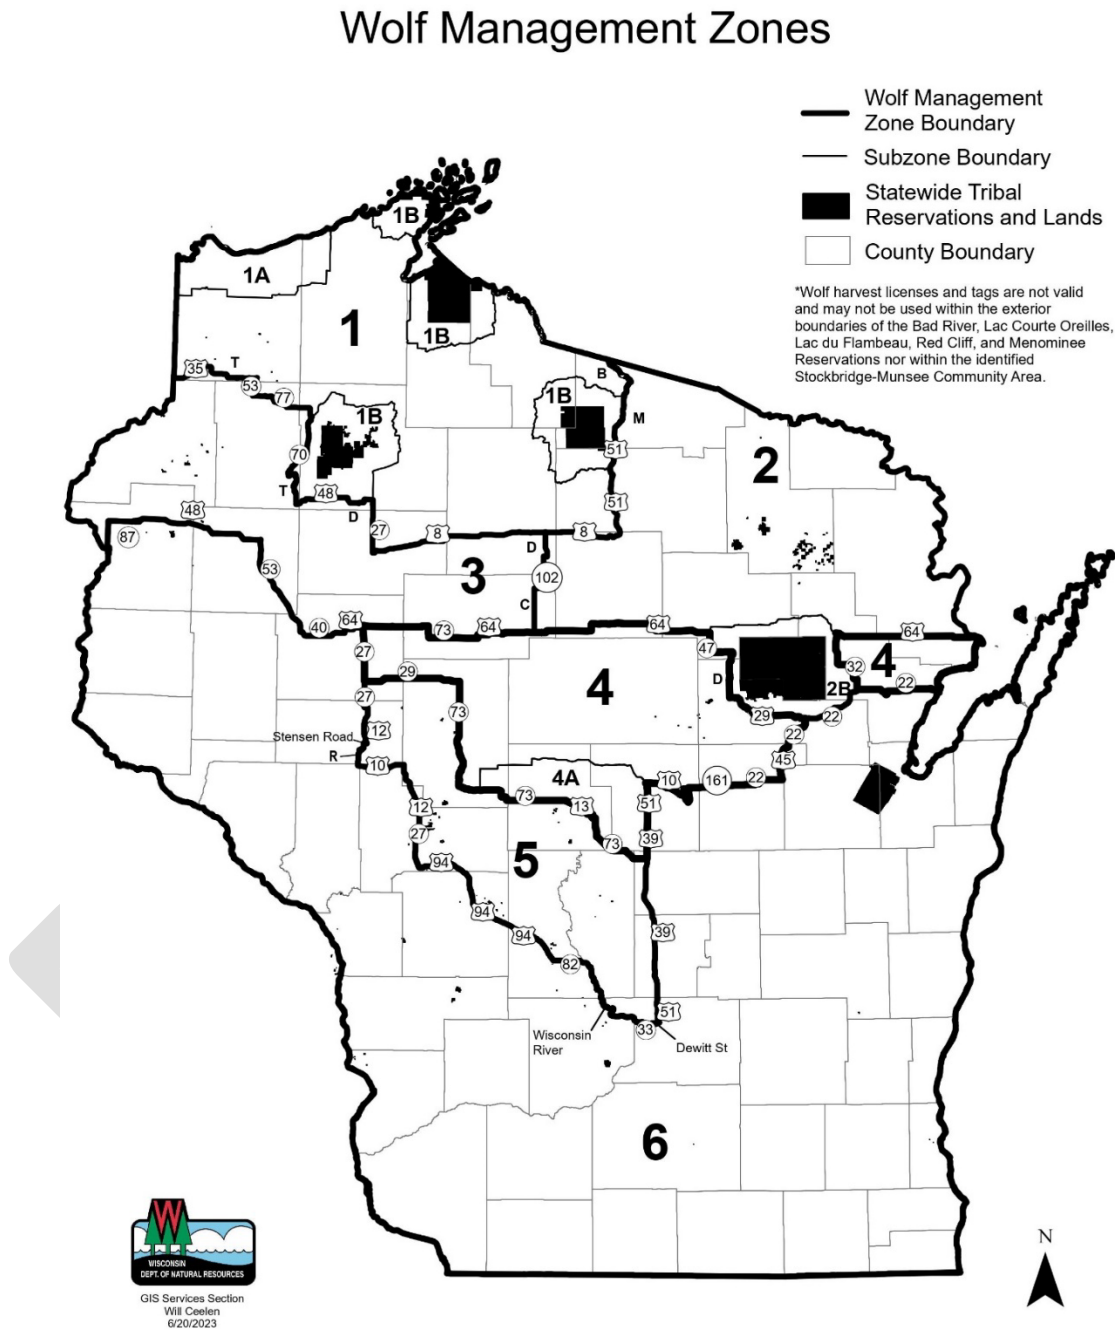 Wolf Management Zones
Wolf Management
Zone Boundary
Subzone Boundary
Statewide Tribal
Reservations and Lands
County Boundary
*Wolf harvest licenses and tags are not valid
and may not be used within the exterior
boundaries of the Bad River, Lac Courte Oreilles,
Lac du Flambeau, Red Cliff, and Menominee
Reservations nor within the identified
Stockbridge-Munsee Community Area.
1B
1A
1
1B
35
T
53
77
B
1B
1B
M
70
51
2
T
48
D
51
48
87
27
8
8
D
53
3
102
C
40
64
73
64
64
64
27
47
32
4
29
4
D
2B
22
27
73
29
22
12
22
Stensen Road
R
10
45
4A
10
161
22
73
13
51
12
27
39
73
5
94
94
94
39
82
51
Wisconsin
River
33
Dewitt St
6
W
WISCONSIN
DEPT. OF NATURAL RESOURCES
GIS Services Section
Will Ceelen
6/20/2023
N